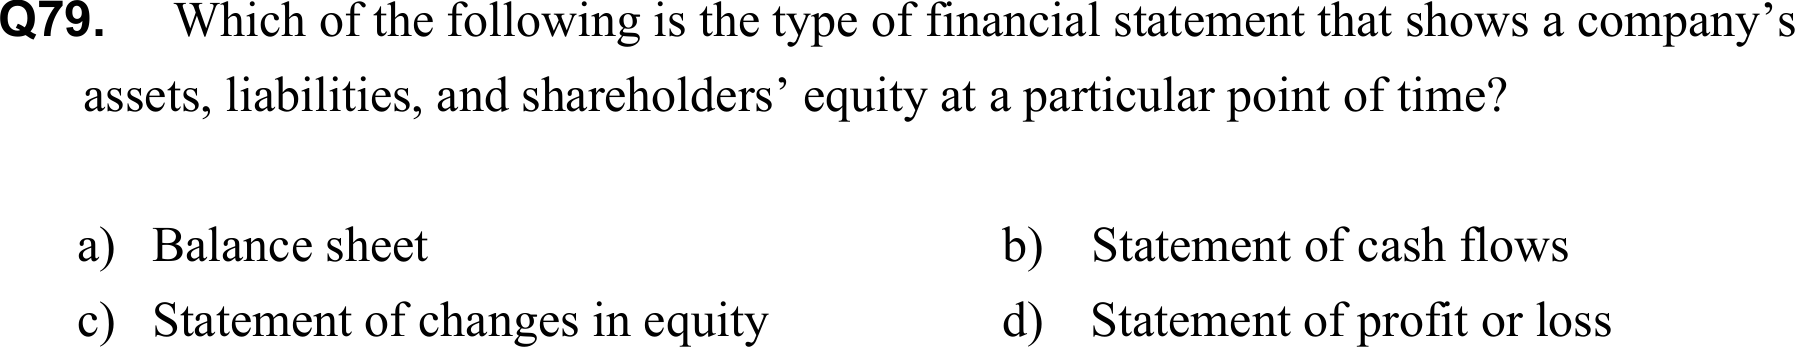 Q79. Which of the following is the type of financial statement that shows a company’s
assets, liabilities, and shareholders’ equity at a particular point of time?
a) Balance sheet b) Statement of cash flows
c) Statement of changes in equity d) Statement of profit or loss